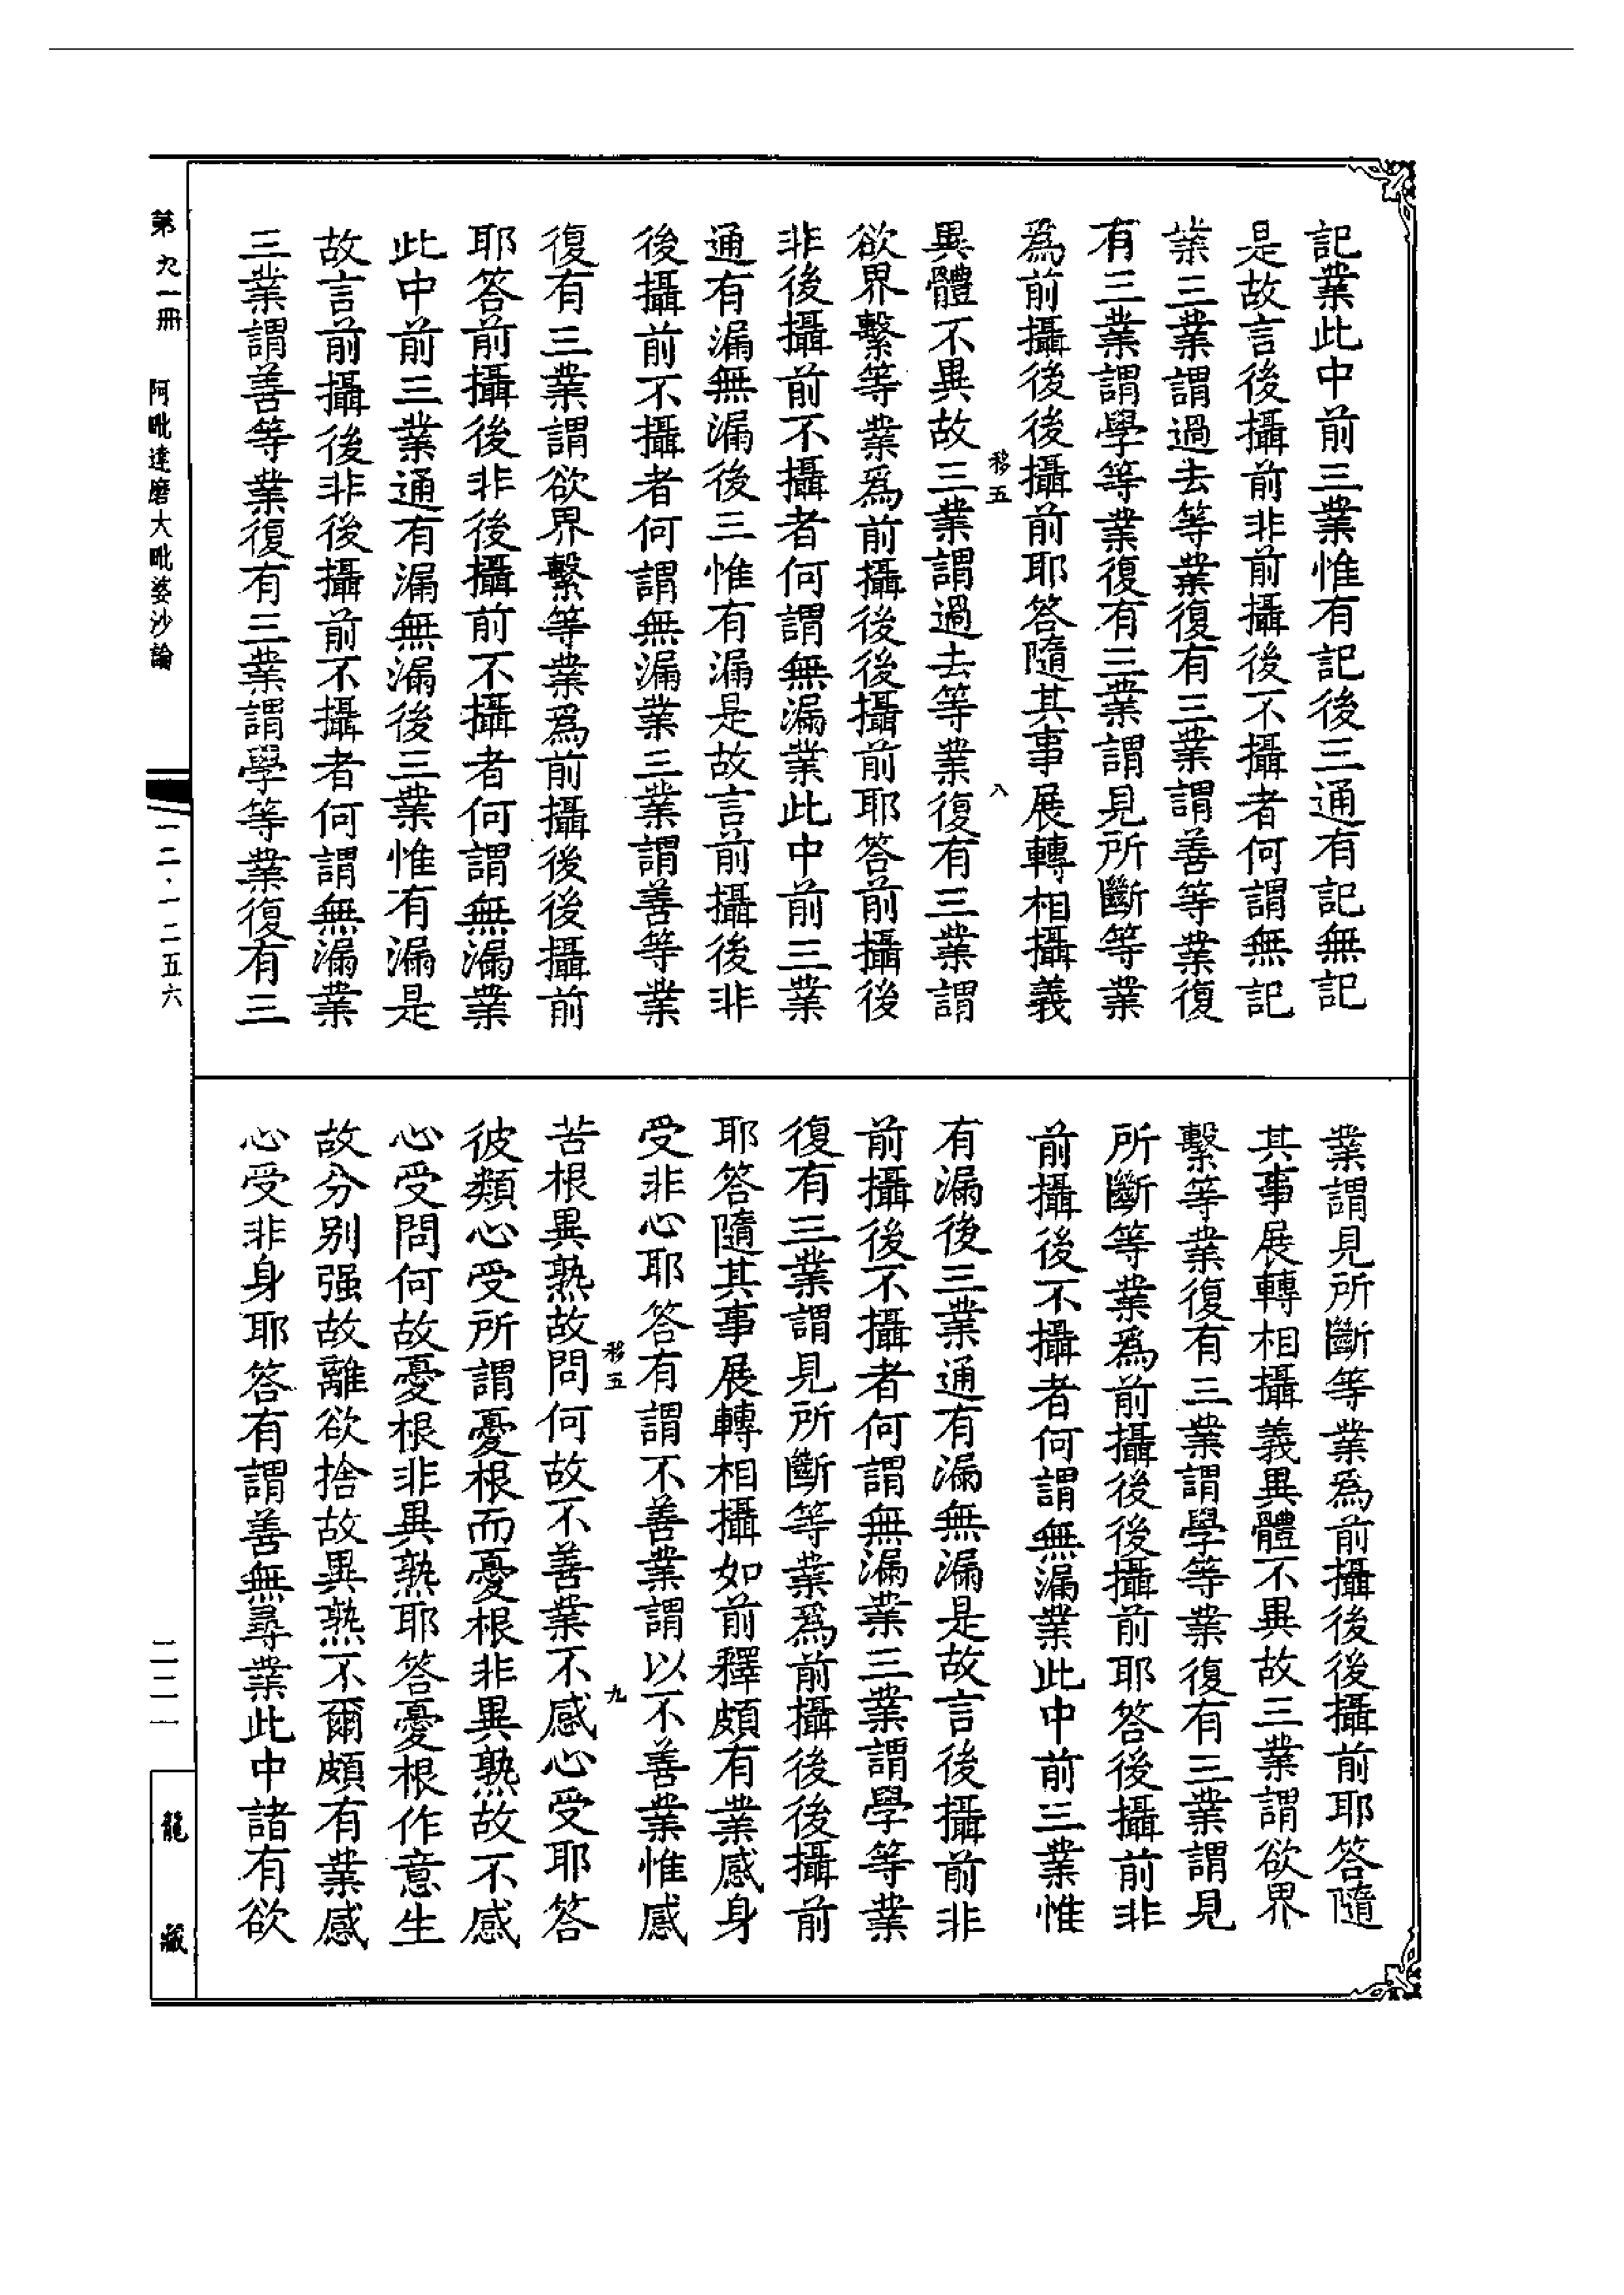 記業此中前三業惟有記後三通有記無記
是故言後攝前非前攝後不攝者何謂無記
業三業謂過去等業復有三業謂善等業復
有三業謂學等業復有三業謂見所斷等業
爲前攝後後攝前耶答隨其事展轉相攝義
移五 八
異體不異故三業謂過去等業復有三業謂
欲界繫等業爲前攝後後攝前耶答前攝後
非後攝前不攝者何謂無漏業此中前三業
通有漏無漏後三惟有漏是故言前攝後非
後攝前不攝者何謂無漏業三業謂善等業
復有三業謂欲界繫等業爲前攝後後攝前
耶答前攝後非後攝前不攝者何謂無漏業
此中前三業通有漏無漏後三業惟有漏是
故言前攝後非後攝前不攝者何謂無漏業
三業謂善等業復有三業謂學等業復有三
業謂見所斷等業爲前攝後後攝前耶答隨
其事展轉相攝義異體不異故三業謂欲界
繫等業復有三業謂學等業復有三業謂見
所斷等業爲前攝後後攝前耶答後攝前非
前攝後不攝者何謂無漏業此中前三業惟
有漏後三業通有漏無漏是故言後攝前非
前攝後不攝者何謂無漏業三業謂學等業
復有三業謂見所斷等業爲前攝後後攝前
耶答隨其事展轉相攝如前釋頗有業感身
受非心耶答有謂不善業謂以不善業惟感
移五 九
苦根異熟故問何故不善業不感心受耶答
彼類心受所謂憂根而憂根非異熟故不感
心受問何故憂根非異熟耶答憂根作意生
故分別强故離欲捨故異熟不爾頗有業感
心受非身耶答有謂善無尋業此中諸有欲
第九一冊 阿毗達磨大毗婆沙論
一二·一二五六
二二一
龍藏